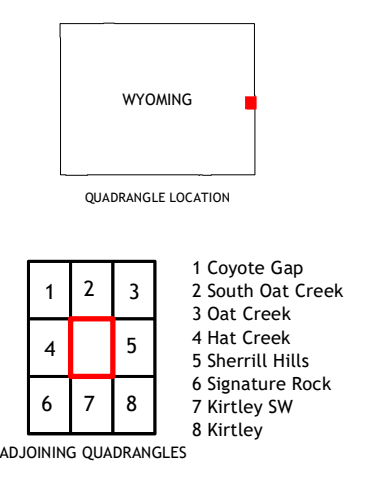 WYOMING
QUADRANGLE LOCATION
1 2 3
4 5
6 7 8
1 Coyote Gap
2 South Oat Creek
3 Oat Creek
4 Hat Creek
5 Sherrill Hills
6 Signature Rock
7 Kirtley SW
8 Kirtley
ADJOINING QUADRANGLES